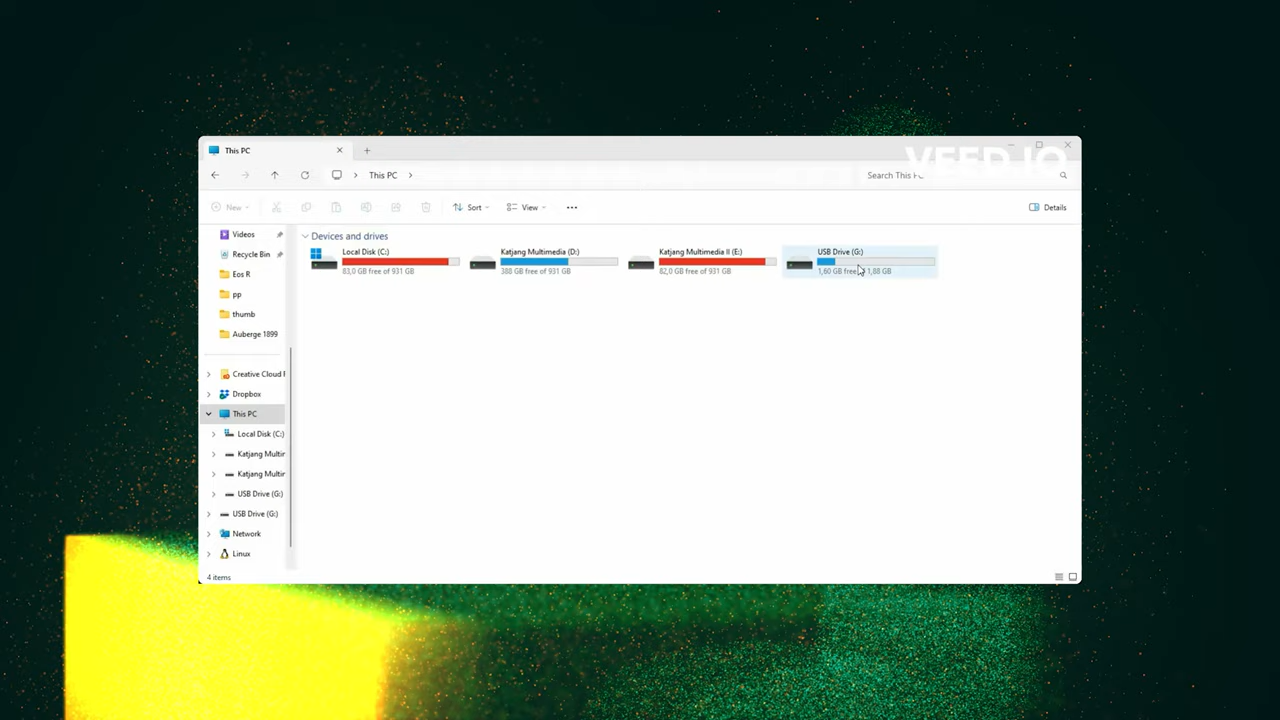 This PC
VEED.IO
This PC
Search This PC
New
Sort
View
Details
Videos
Recycle Bin
Eos R
pp
thumb
Auberge 1899
Creative Cloud F
Dropbox
This PC
Local Disk (C:)
Katjang Multir
Katjang Multir
USB Drive (G:)
USB Drive (G:)
Network
Linux
Devices and drives
Local Disk (C:)
83,0 GB free of 931 GB
Katjang Multimedia (D:)
388 GB free of 931 GB
Katjang Multimedia II (E:)
82,0 GB free of 931 GB
USB Drive (G:)
1,60 GB free 1,88 GB
4 items